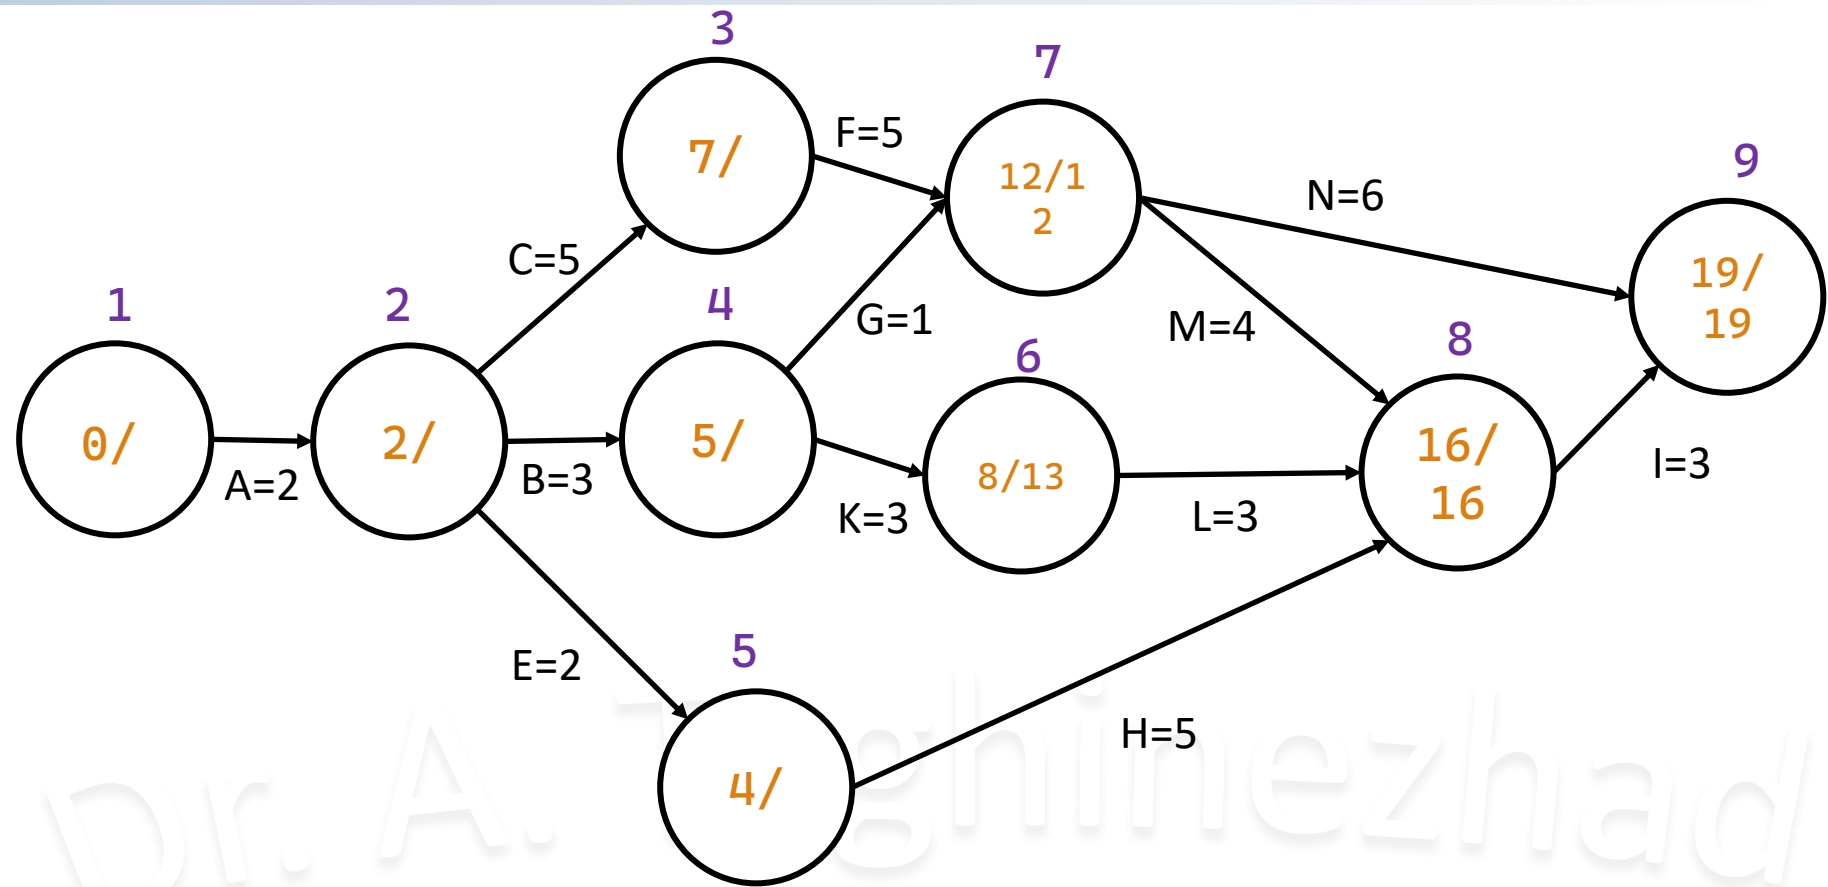 3
7
7/
F=5
12/1
2
9
N=6
C=5
19/
19
1
2
4
G=1
M=4
8
6
0/
2/
5/
16/
16
A=2
B=3
8/13
I=3
K=3
L=3
5
E=2
4/
H=5
Dr. A. Taghinezhad